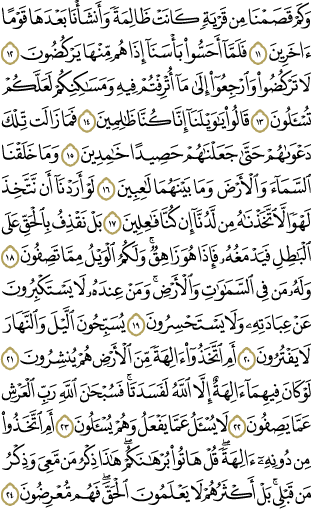 وَكَمۡ قَصَمۡنَا مِن قَرۡيَةٖ كَانَتۡ ظَالِمَةٗ وَأَنشَأۡنَا بَعۡدَهَا قَوۡمًا
ءَاخَرِينَ ١١ فَلَمَّآ أَحَسُّواْ بَأۡسَنَآ إِذَا هُم مِّنۡهَا يَرۡكُضُونَ ١٢
لَا تَرۡكُضُواْ وَٱرۡجِعُوٓاْ إِلَىٰ مَآ أُتۡرِفۡتُمۡ فِيهِ وَمَسَٰكِنِكُمۡ لَعَلَّكُمۡ
تُسۡـَٔلُونَ ١٣ قَالُواْ يَٰوَيۡلَنَآ إِنَّا كُنَّا ظَٰلِمِينَ ١٤ فَمَا زَالَت تِّلۡكَ
دَعۡوَىٰهُمۡ حَتَّىٰ جَعَلۡنَٰهُمۡ حَصِيدًا خَٰمِدِينَ ١٥ وَمَا خَلَقۡنَا
ٱلسَّمَآءَ وَٱلۡأَرۡضَ وَمَا بَيۡنَهُمَا لَٰعِبِينَ ١٦ لَوۡ أَرَدۡنَآ أَن نَّتَّخِذَ
لَهۡوٗا لَّٱتَّخَذۡنَٰهُ مِن لَّدُنَّآ إِن كُنَّا فَٰعِلِينَ ١٧ بَلۡ نَقۡذِفُ بِٱلۡحَقِّ عَلَى
ٱلۡبَٰطِلِ فَيَدۡمَغُهُۥ فَإِذَا هُوَ زَاهِقٞۚ وَلَكُمُ ٱلۡوَيۡلُ مِمَّا تَصِفُونَ ١٨
وَلَهُۥ مَن فِي ٱلسَّمَٰوَٰتِ وَٱلۡأَرۡضِۚ وَمَنۡ عِندَهُۥ لَا يَسۡتَكۡبِرُونَ
عَنۡ عِبَادَتِهِۦ وَلَا يَسۡتَحۡسِرُونَ ١٩ يُسَبِّحُونَ ٱلَّيۡلَ وَٱلنَّهَارَ
لَا يَفۡتُرُونَ ٢٠ أَمِ ٱتَّخَذُوٓاْ ءَالِهَةٗ مِّنَ ٱلۡأَرۡضِ هُمۡ يُنشِرُونَ ٢١
لَوۡ كَانَ فِيهِمَآ ءَالِهَةٌ إِلَّا ٱللَّهُ لَفَسَدَتَاۚ فَسُبۡحَٰنَ ٱللَّهِ رَبِّ ٱلۡعَرۡشِ
عَمَّا يَصِفُونَ ٢٢ لَا يُسۡـَٔلُ عَمَّا يَفۡعَلُ وَهُمۡ يُسۡـَٔلُونَ ٢٣ أَمِ ٱتَّخَذُواْ
مِن دُونِهِۦٓ ءَالِهَةٗۖ قُلۡ هَاتُواْ بُرۡهَٰنَكُمۡۖ هَٰذَا ذِكۡرُ مَن مَّعِيَ وَذِكۡرُ
مَن قَبۡلِيۚ بَلۡ أَكۡثَرُهُمۡ لَا يَعۡلَمُونَ ٱلۡحَقَّۖ فَهُم مُّعۡرِضُونَ ٢٤